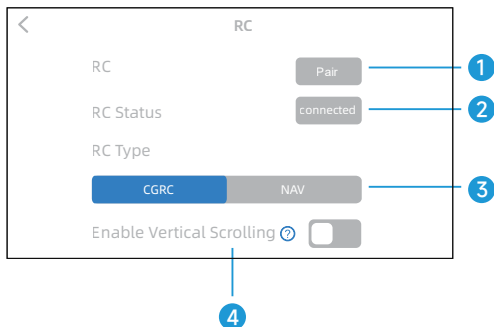 RC
RC Pair 1
RC Status connected 2
RC Type
CGRC NAV 3
Enable Vertical Scrolling ?
4